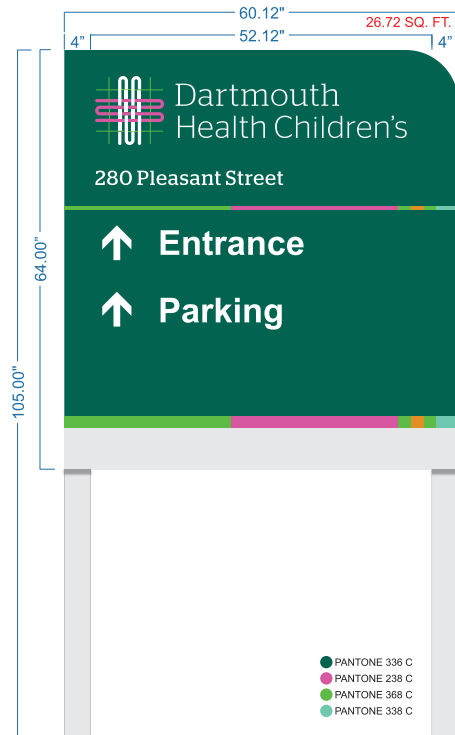 60.12"
26.72 SQ. FT.
4" 52.12" 4"
Dartmouth
Health Children's
280 Pleasant Street
Entrance
Parking
64.00"
105.00"
PANTONE 336 C
PANTONE 238 C
PANTONE 368 C
PANTONE 338 C